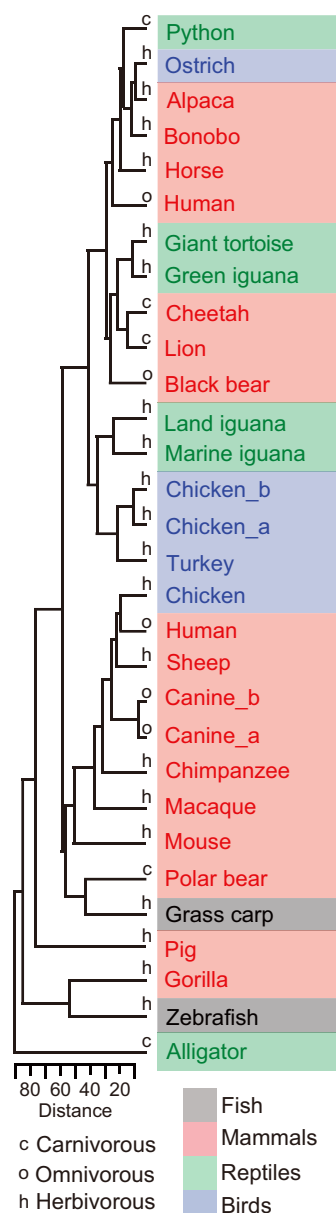 c Python
h Ostrich
h Alpaca
h Bonobo
h Horse
o Human
h Giant tortoise
h Green iguana
c Cheetah
c Lion
o Black bear
h Land iguana
h Marine iguana
h Chicken_b
h Chicken_a
h Turkey
h Chicken
o Human
h Sheep
o Canine_b
o Canine_a
h Chimpanzee
h Macaque
h Mouse
c Polar bear
h Grass carp
h Pig
h Gorilla
h Zebrafish
c Alligator
80 60 40 20
Distance
c Carnivorous
o Omnivorous
h Herbivorous
Fish
Mammals
Reptiles
Birds